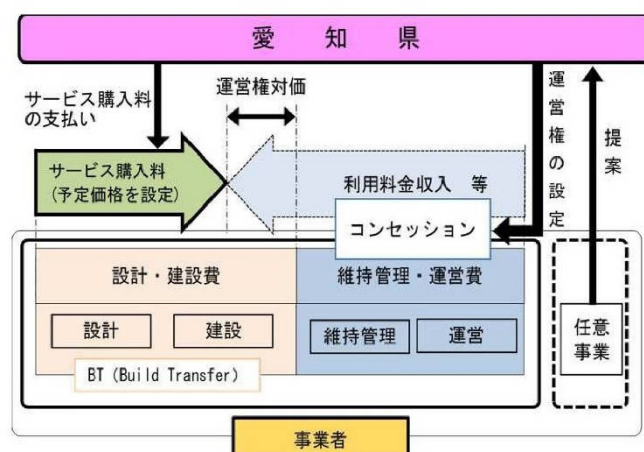 愛知県
サービス購入料
の支払い
運営権対価
運営権の設定
提案
サービス購入料
(予定価格を設定)
利用料金収入 等
コンセッション
設計・建設費
維持管理・運営費
設計
建設
維持管理
運営
任意
事業
BT（Build Transfer）
事業者